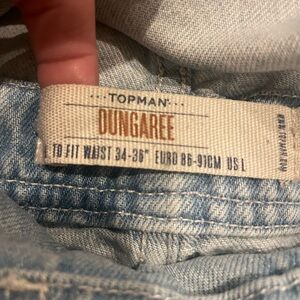 TOPMAN
DUNGAREE
TO FIT WAIST 34-36" EURO 86-91CM US L
WWW.TOPMAN.COM